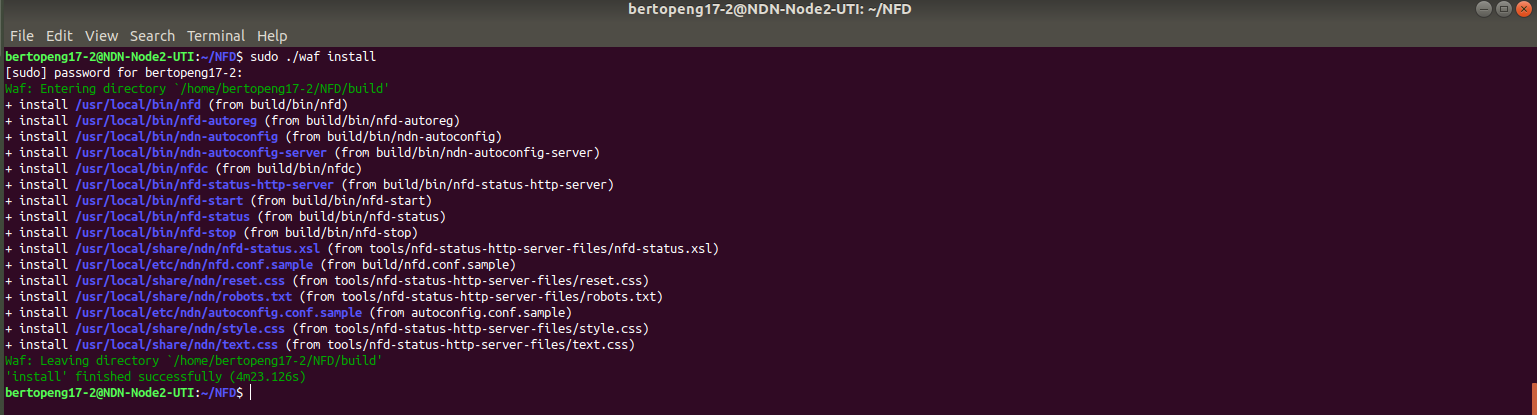 bertopeng17-2@NDN-Node2-UTI: ~/NFD
File Edit View Search Terminal Help
bertopeng17-2@NDN-Node2-UTI:~/NFD$ sudo ./waf install
[sudo] password for bertopeng17-2:
Waf: Entering directory `/home/bertopeng17-2/NFD/build'
+ install /usr/local/bin/nfd (from build/bin/nfd)
+ install /usr/local/bin/nfd-autoreg (from build/bin/nfd-autoreg)
+ install /usr/local/bin/ndn-autoconfig (from build/bin/ndn-autoconfig)
+ install /usr/local/bin/ndn-autoconfig-server (from build/bin/ndn-autoconfig-server)
+ install /usr/local/bin/nfdc (from build/bin/nfdc)
+ install /usr/local/bin/nfd-status-http-server (from build/bin/nfd-status-http-server)
+ install /usr/local/bin/nfd-start (from build/bin/nfd-start)
+ install /usr/local/bin/nfd-status (from build/bin/nfd-status)
+ install /usr/local/bin/nfd-stop (from build/bin/nfd-stop)
+ install /usr/local/share/ndn/nfd-status.xsl (from tools/nfd-status-http-server-files/nfd-status.xsl)
+ install /usr/local/etc/ndn/nfd.conf.sample (from build/nfd.conf.sample)
+ install /usr/local/share/ndn/reset.css (from tools/nfd-status-http-server-files/reset.css)
+ install /usr/local/share/ndn/robots.txt (from tools/nfd-status-http-server-files/robots.txt)
+ install /usr/local/etc/ndn/autoconfig.conf.sample (from autoconfig.conf.sample)
+ install /usr/local/share/ndn/style.css (from tools/nfd-status-http-server-files/style.css)
+ install /usr/local/share/ndn/text.css (from tools/nfd-status-http-server-files/text.css)
Waf: Leaving directory `/home/bertopeng17-2/NFD/build'
'install' finished successfully (4m23.126s)
bertopeng17-2@NDN-Node2-UTI:~/NFD$